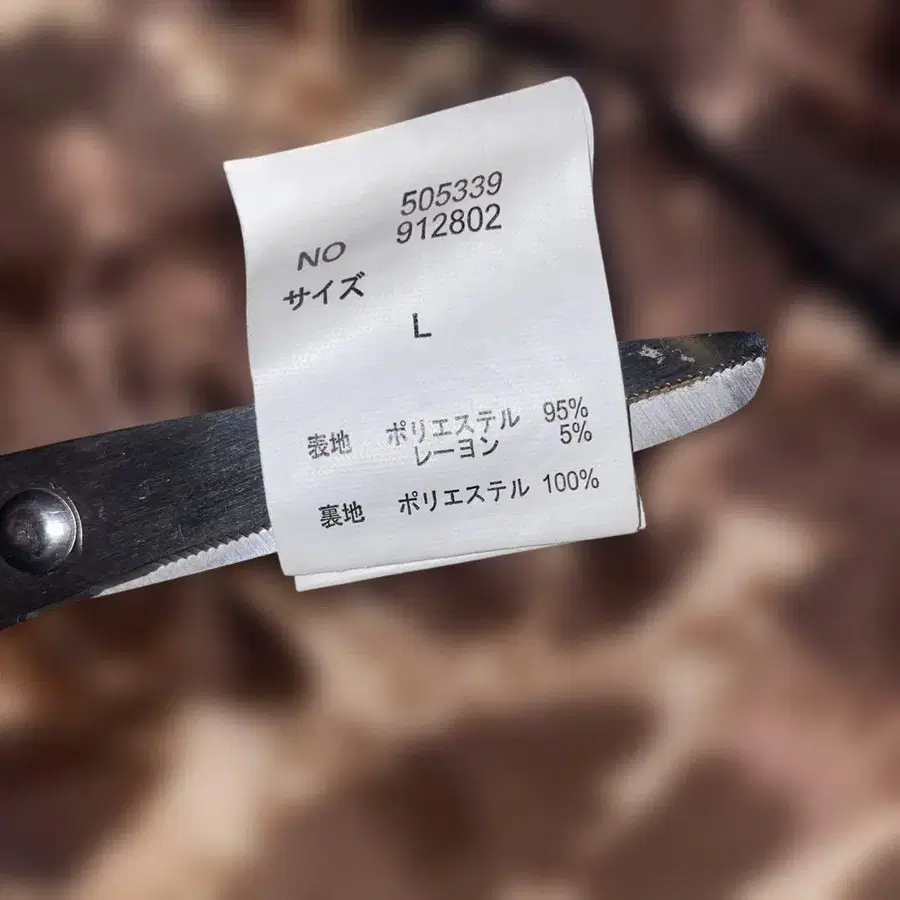 505339
NO 912802
サイズ
L
表地 ポリエステル 95%
レーヨン 5%
裏地 ポリエステル 100%